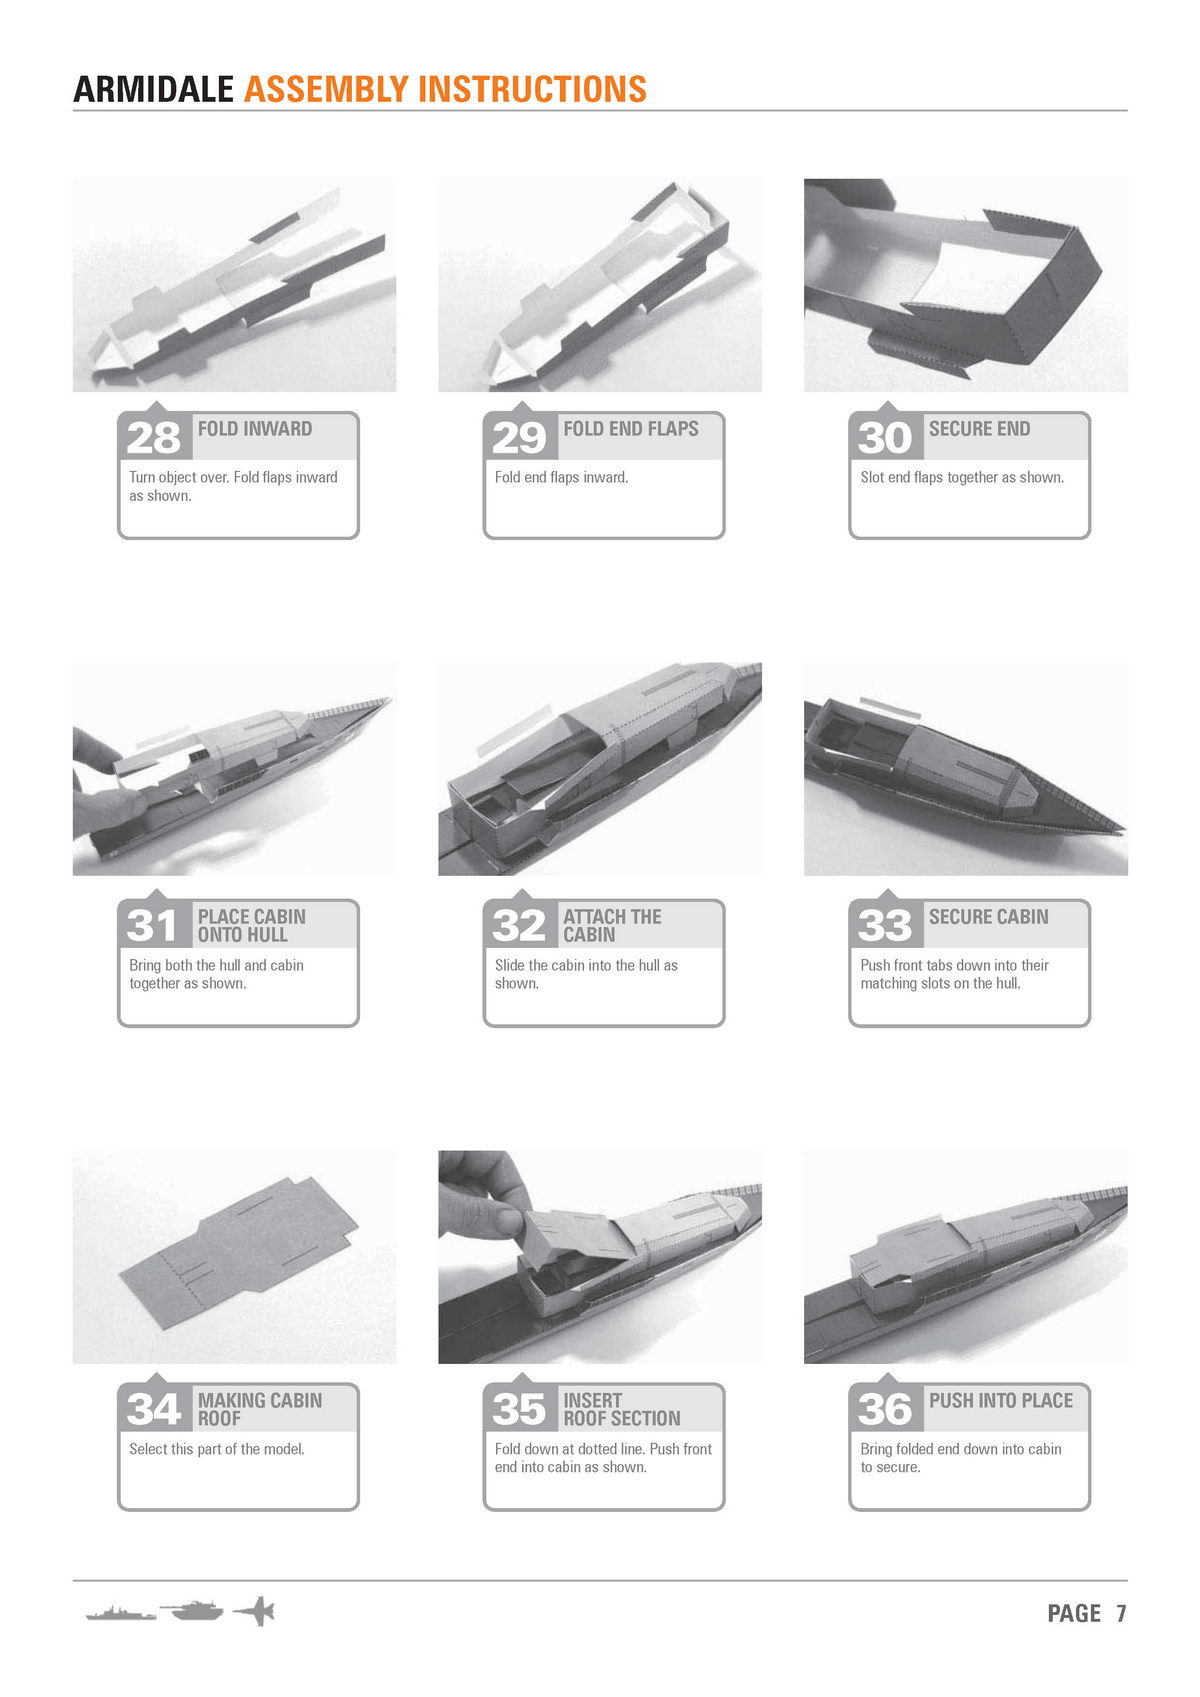 ARMIDALE ASSEMBLY INSTRUCTIONS
28 FOLD INWARD
Turn object over. Fold flaps inward
as shown.
29 FOLD END FLAPS
Fold end flaps inward.
30 SECURE END
Slot end flaps together as shown.
31 PLACE CABIN
ONTO HULL
Bring both the hull and cabin
together as shown.
32 ATTACH THE
CABIN
Slide the cabin into the hull as
shown.
33 SECURE CABIN
Push front tabs down into their
matching slots on the hull.
34 MAKING CABIN
ROOF
Select this part of the model.
35 INSERT
ROOF SECTION
Fold down at dotted line. Push front
end into cabin as shown.
36 PUSH INTO PLACE
Bring folded end down into cabin
to secure.
PAGE 7